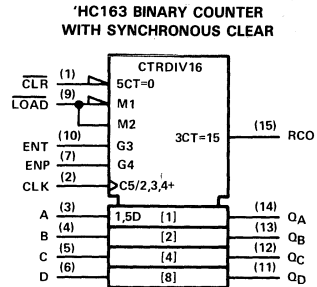 'HC163 BINARY COUNTER
WITH SYNCHRONOUS CLEAR
CTRDIV16
CLR (1) 5CT=0
LOAD (9) M1
M2
3CT=15 (15) RCO
ENT (10) G3
ENP (7) G4
CLK (2) C5/2,3,4+
A (3) 1,5D [1] (14) QA
B (4) [2] (13) QB
C (5) [4] (12) QC
D (6) [8] (11) QD